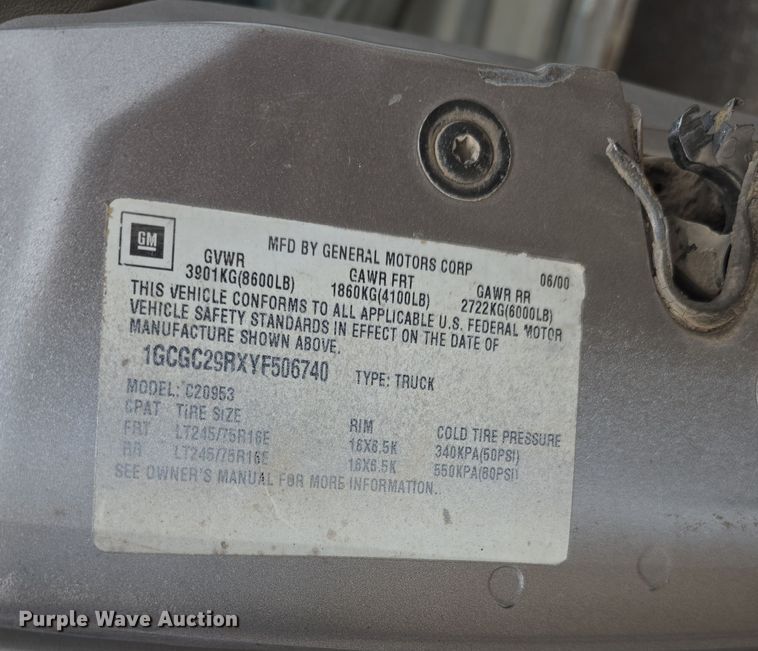 GM
MFD BY GENERAL MOTORS CORP 06/00
GVWR GAWR FRT GAWR RR
3901KG(8600LB) 1860KG(4100LB) 2722KG(6000LB)
THIS VEHICLE CONFORMS TO ALL APPLICABLE U.S. FEDERAL MOTOR
VEHICLE SAFETY STANDARDS IN EFFECT ON THE DATE OF
MANUFACTURE SHOWN ABOVE.
1GCGC29RXYF506740 TYPE: TRUCK
MODEL: C20953
CPAT TIRE SIZE RIM COLD TIRE PRESSURE
FRT LT245/75R16E 16X6.5K 340KPA(50PSI)
RR LT245/75R16E 16X6.5K 550KPA(80PSI)
SEE OWNER'S MANUAL FOR MORE INFORMATION.
Purple Wave Auction